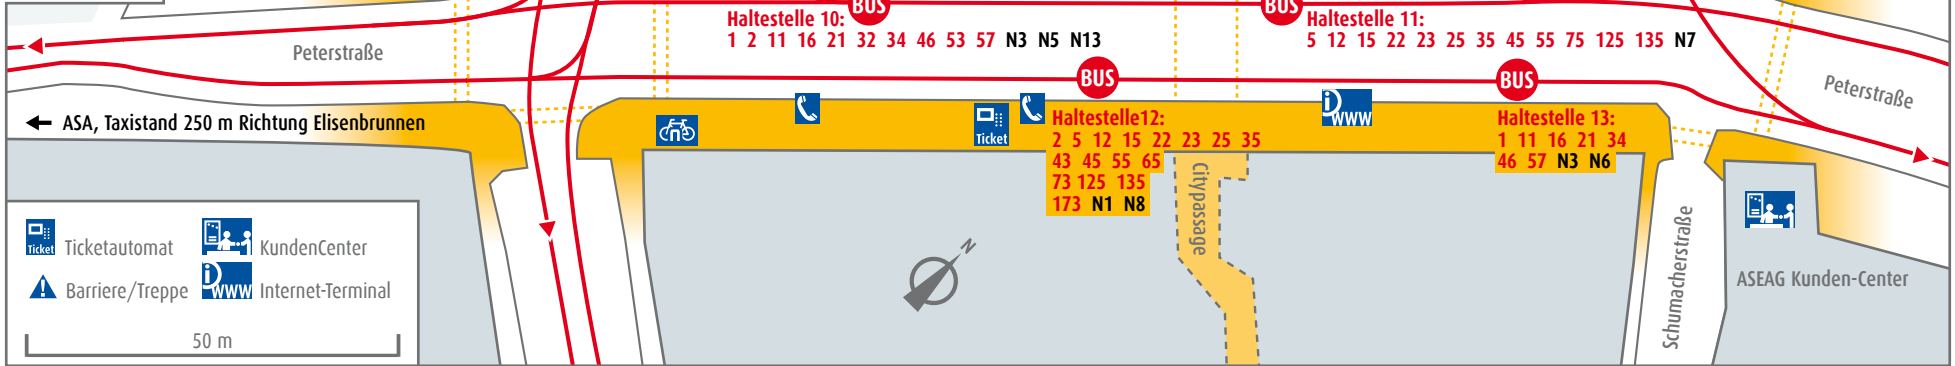 BUS
BUS
Haltestelle 10:
1 2 11 16 21 32 34 46 53 57 N3 N5 N13
Haltestelle 11:
5 12 15 22 23 25 35 45 55 75 125 135 N7
Peterstraße
BUS
BUS
Peterstraße
ASA, Taxistand 250 m Richtung Elisenbrunnen
Ticket
Haltestelle12:
2 5 12 15 22 23 25 35
43 45 55 65
73 125 135
173 N1 N8
i www
Haltestelle 13:
1 11 16 21 34
46 57 N3 N6
Citypassage
Schumacherstraße
ASEAG Kunden-Center
N
Ticket
Ticketautomat
KundenCenter
Barriere/Treppe
i www
Internet-Terminal
50 m